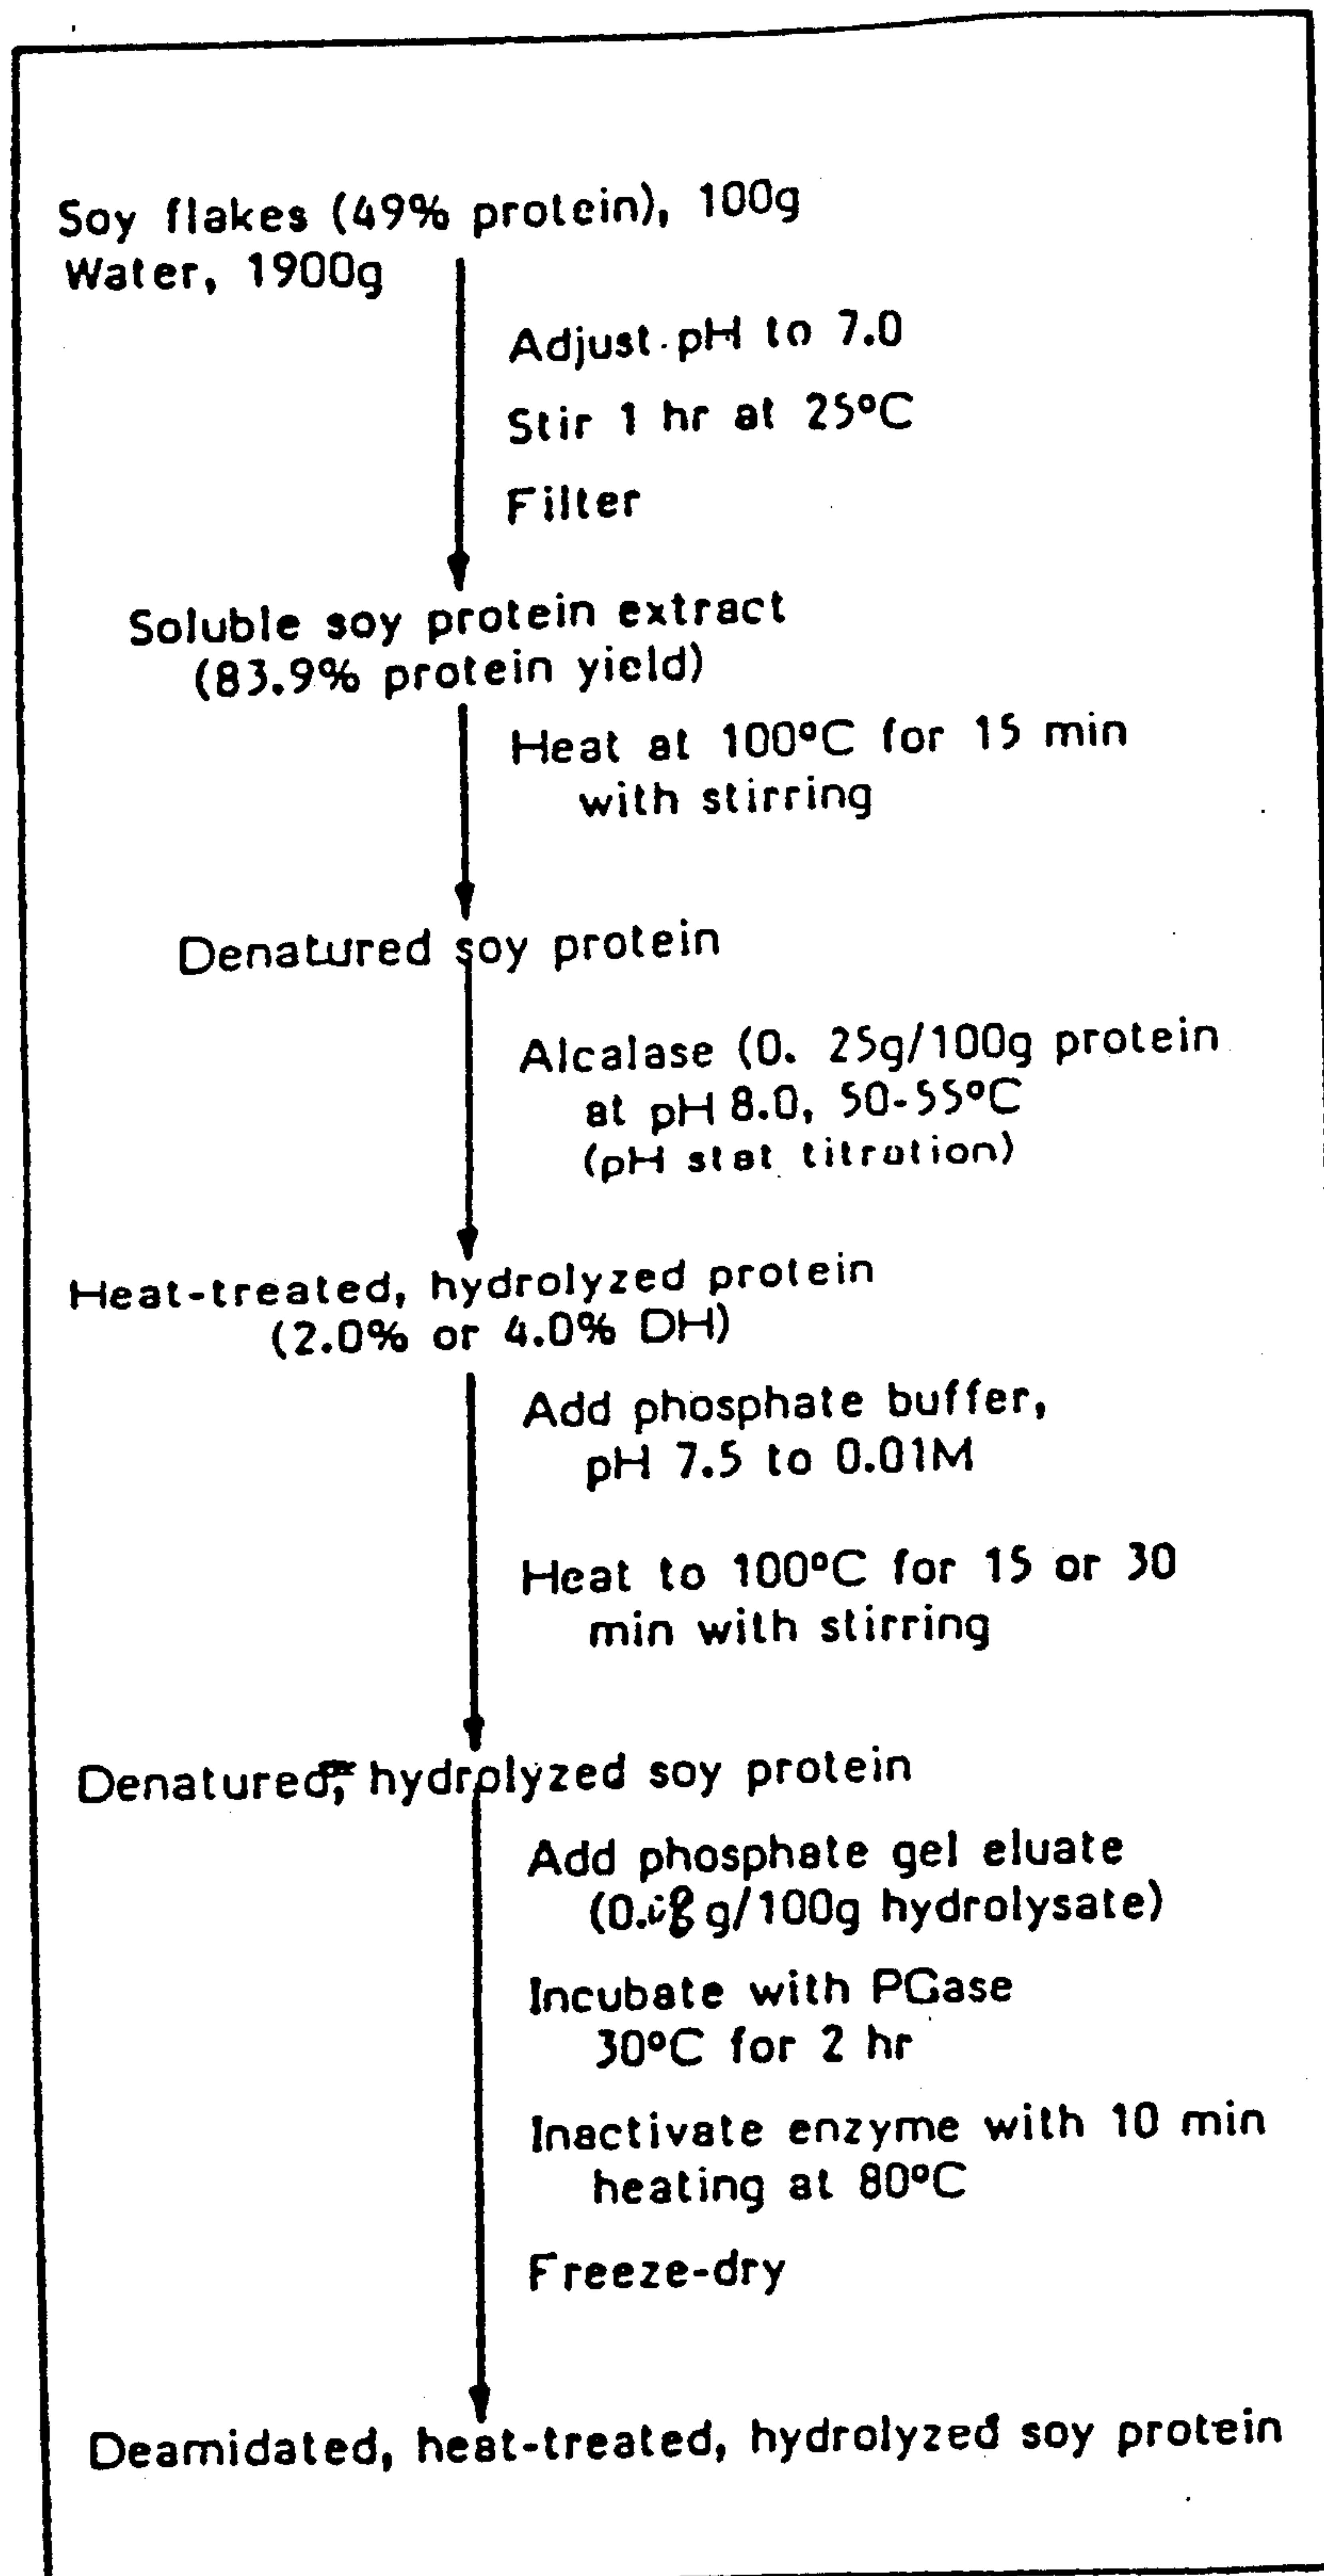 Soy flakes (49% protein), 100g
Water, 1900g
Adjust pH to 7.0
Stir 1 hr at 25°C
Filter
Soluble soy protein extract
(83.9% protein yield)
Heat at 100°C for 15 min
with stirring
Denatured soy protein
Alcalase (0. 25g/100g protein
at pH 8.0, 50-55°C
(pH stat titration)
Heat-treated, hydrolyzed protein
(2.0% or 4.0% DH)
Add phosphate buffer,
pH 7.5 to 0.01M
Heat to 100°C for 15 or 30
min with stirring
Denatured, hydrolyzed soy protein
Add phosphate gel eluate
g/100g hydrolysate)
Incubate with PGase
30°C for 2 hr
Inactivate enzyme with 10 min
heating at 80°C
Freeze-dry
Deamidated, heat-treated, hydrolyzed soy protein